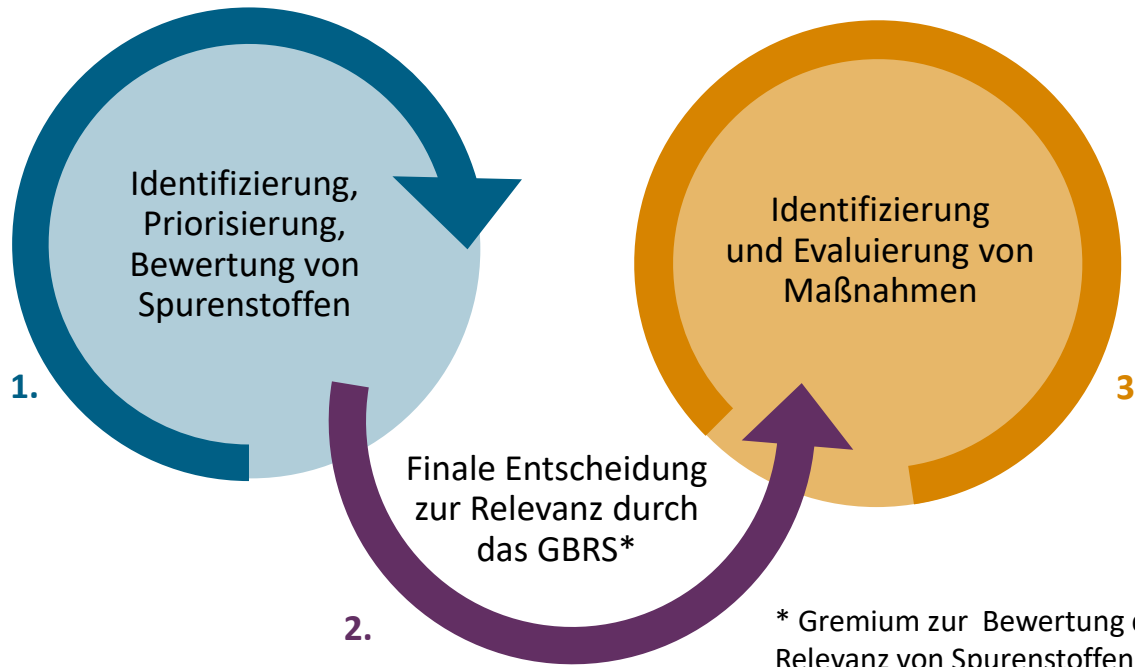 Identifizierung,
Priorisierung,
Bewertung von
Spurenstoffen
1.
Finale Entscheidung
zur Relevanz durch
das GBRS*
2.
Identifizierung
und Evaluierung von
Maßnahmen
3
* Gremium zur Bewertung
Relevanz von Spurenstoffen